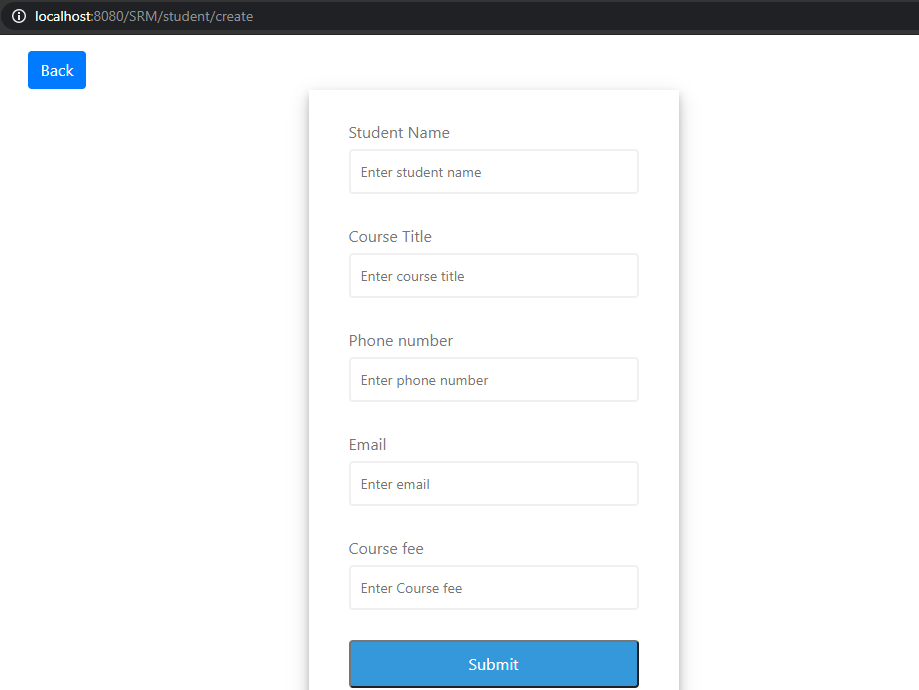 localhost:8080/SRM/student/create
Back
Student Name
Enter student name
Course Title
Enter course title
Phone number
Enter phone number
Email
Enter email
Course fee
Enter Course fee
Submit